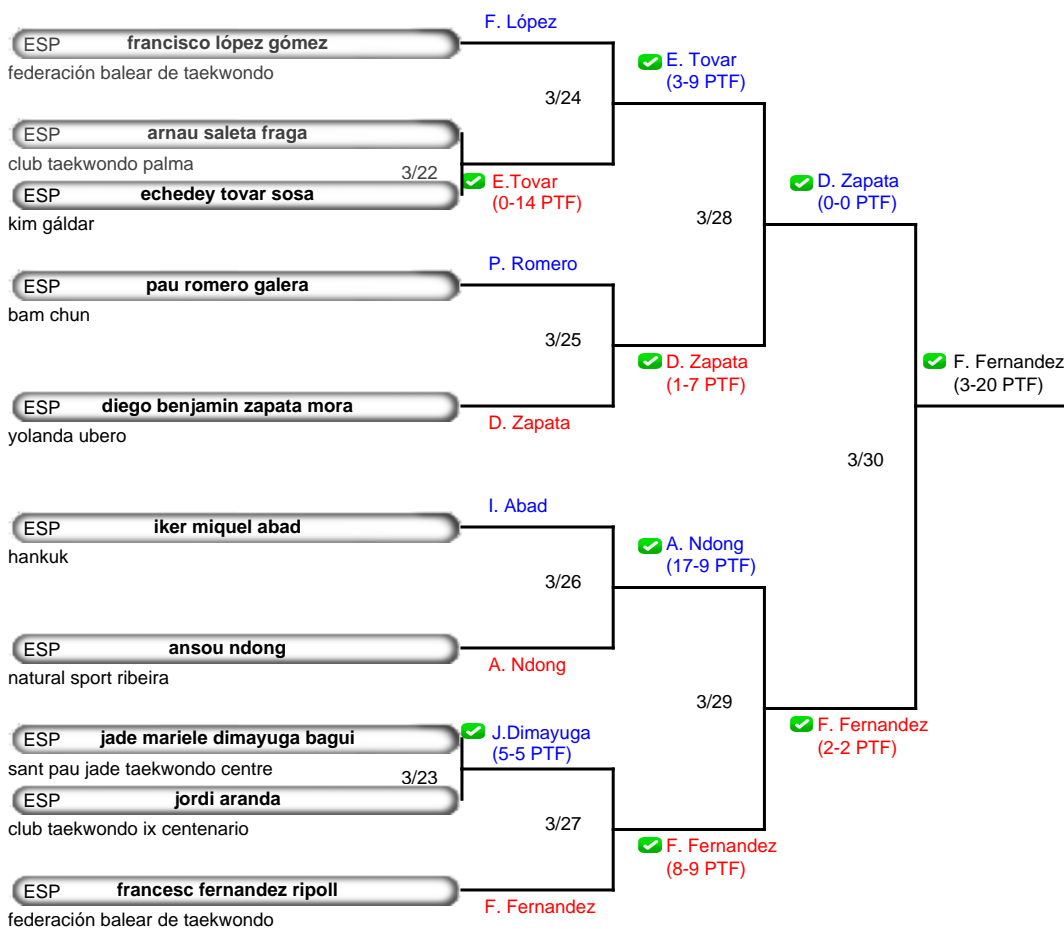 F. López
ESP francisco lópez gómez
federación balear de taekwondo
E. Tovar
(3-9 PTF)
3/24
ESP arnau saleta fraga
club taekwondo palma
3/22
E.Tovar
(0-14 PTF)
ESP echedey tovar sosa
kim gáldar
D. Zapata
(0-0 PTF)
3/28
P. Romero
ESP pau romero galera
bam chun
3/25
D. Zapata
(1-7 PTF)
F. Fernandez
(3-20 PTF)
ESP diego benjamin zapata mora
yolanda ubero
D. Zapata
3/30
I. Abad
ESP iker miquel abad
hankuk
A. Ndong
(17-9 PTF)
3/26
ESP ansou ndong
natural sport ribeira
A. Ndong
3/29
F. Fernandez
(2-2 PTF)
ESP jade mariele dimayuga bagui
sant pau jade taekwondo centre
J.Dimayuga
(5-5 PTF)
3/23
ESP jordi aranda
club taekwondo ix centenario
3/27
F. Fernandez
(8-9 PTF)
ESP francesc fernandez ripoll
federación balear de taekwondo
F. Fernandez